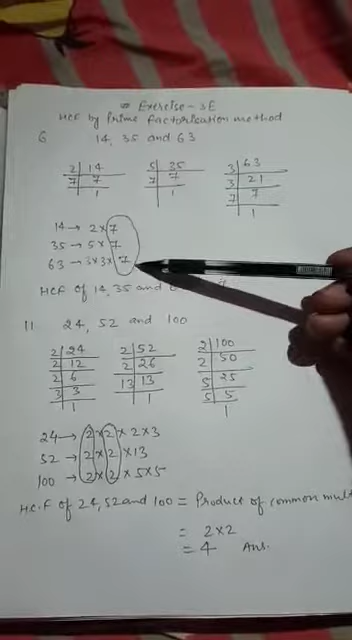 Exercise - 3E
HCF by Prime Factorisation method
6 14, 35 and 63
2 14 5 35 3 63
7 7 7 7 3 21
1 1 7 7
1
14 → 2 × 7
35 → 5 × 7
63 → 3 × 3 × 7
HCF of 14, 35 and
11 24, 52 and 100
2 24 2 52 2 100
2 12 2 26 2 50
2 6 13 13 5 25
3 3 1 5 5
1 1
24 → 2 × 2 × 2 × 3
52 → 2 × 2 × 13
100 → 2 × 2 × 5 × 5
H.C.F of 24, 52 and 100 = Product of common
= 2 × 2
= 4 Ans.